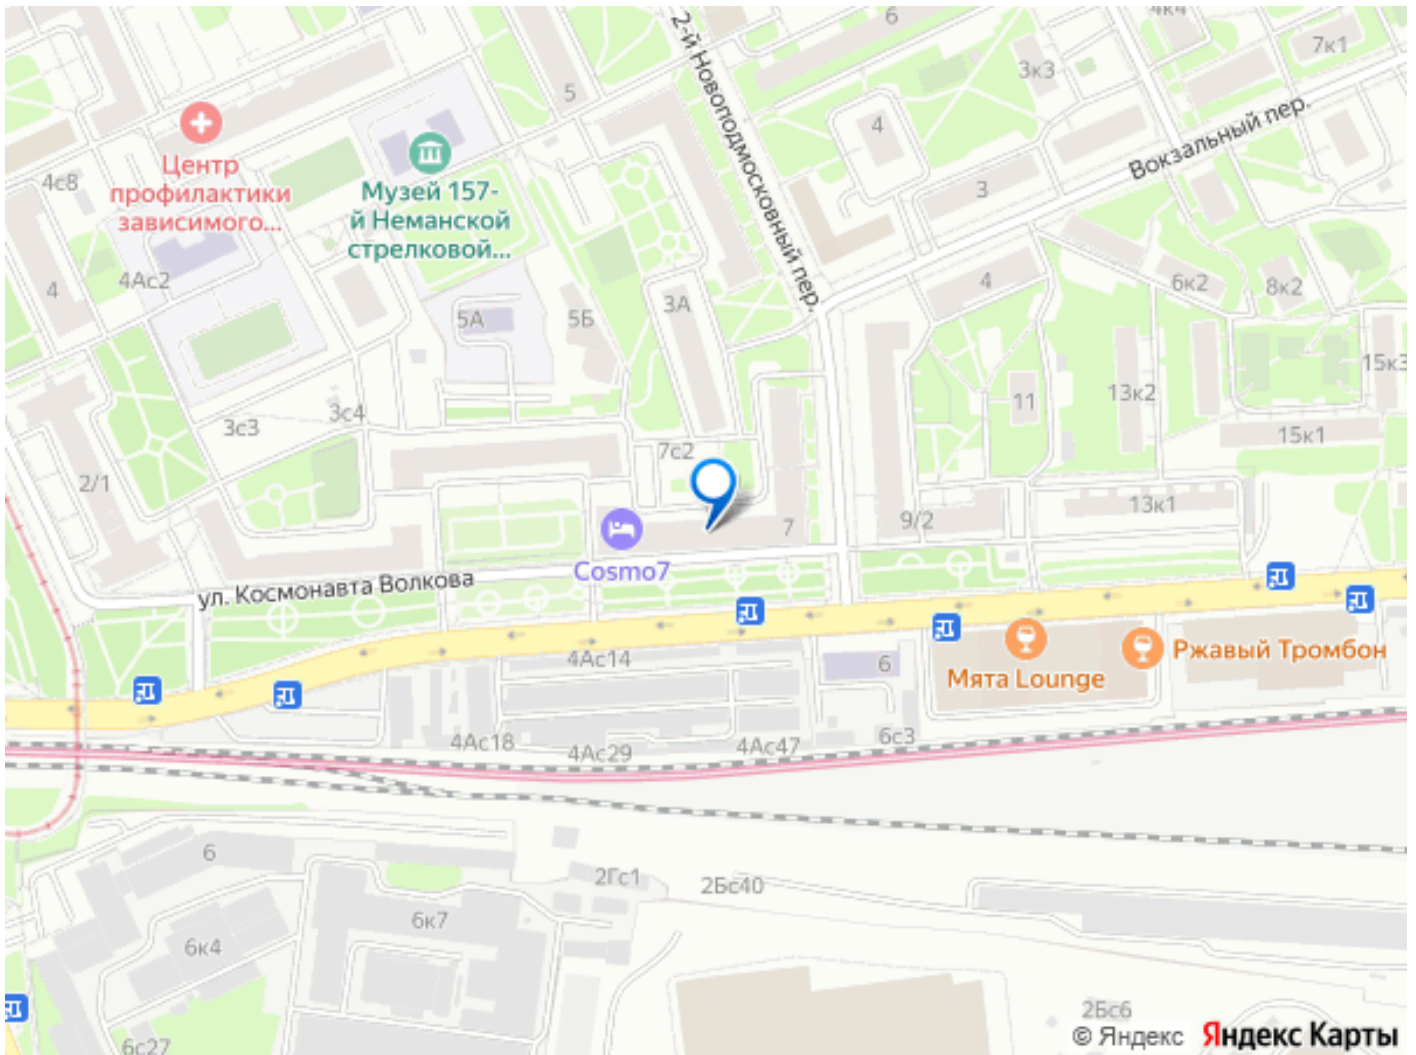 6
4к4
7к1
2-й Новоподмосковный пер.
3к3
5
4
Вокзальный пер.
Центр
профилактики
зависимого...
4с8
Музей 157-
й Неманской
стрелковой...
3
4
4Ас2
5А
5Б
3А
4
6к2
8к2
15к3
3с3
3с4
11
13к2
15к1
7с2
2/1
13к1
7
9/2
Cosmo7
ул. Космонавта Волкова
4Ас14
6
Мята Lounge
Ржавый Тромбон
4Ас18
4Ас29
4Ас47
6с3
6
2Гс1
2Бс40
6к7
6к4
2Бс6
6с27
© Яндекс Яндекс Карты